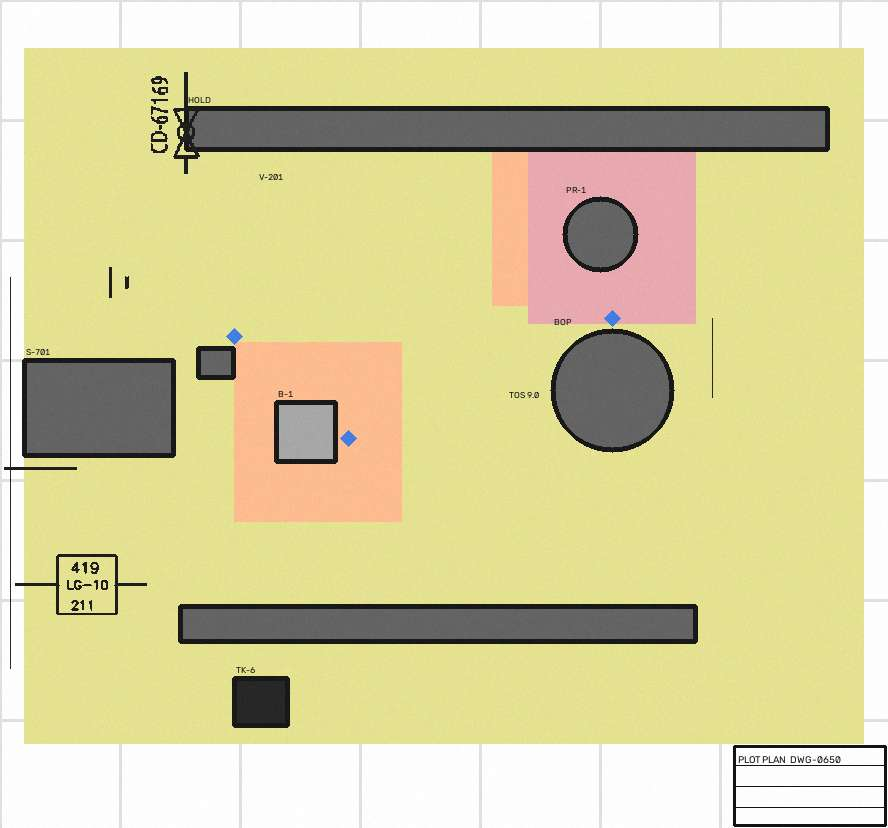 CD-67169
HOLD
V-201
PR-1
BOP
S-701
B-1
TOS 9.0
419
LG-10
211
TK-6
PLOT PLAN DWG-0650